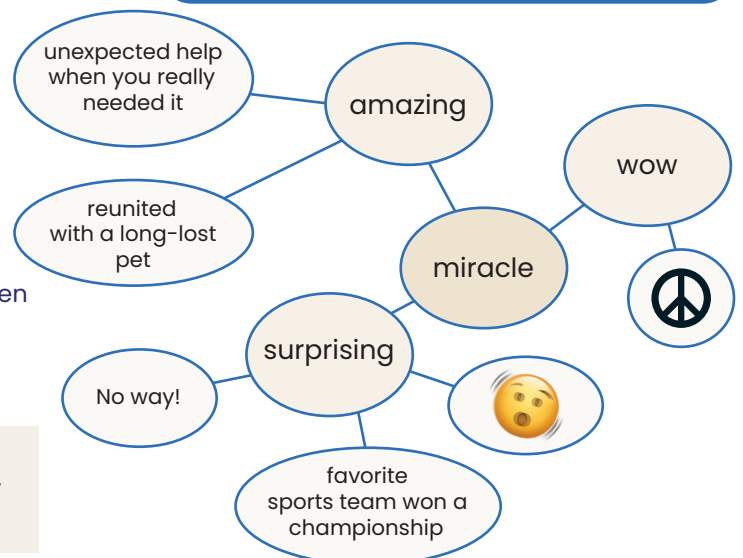 unexpected help
when you really
needed it
amazing
wow
reunited
with a long-lost
pet
miracle
en
surprising
No way!
favorite
sports team won a
championship